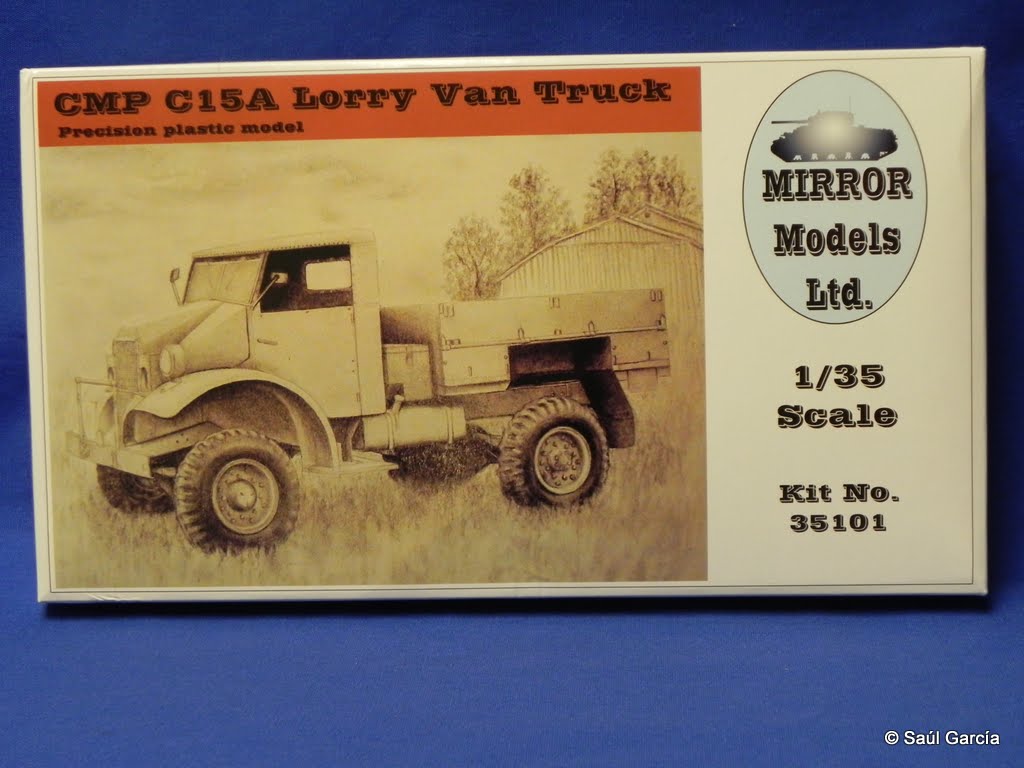 CMP C15A Lorry Van Truck
Precision plastic model
MIRROR
Models
Ltd.
1/35
Scale
Kit No.
35101
© Saúl García